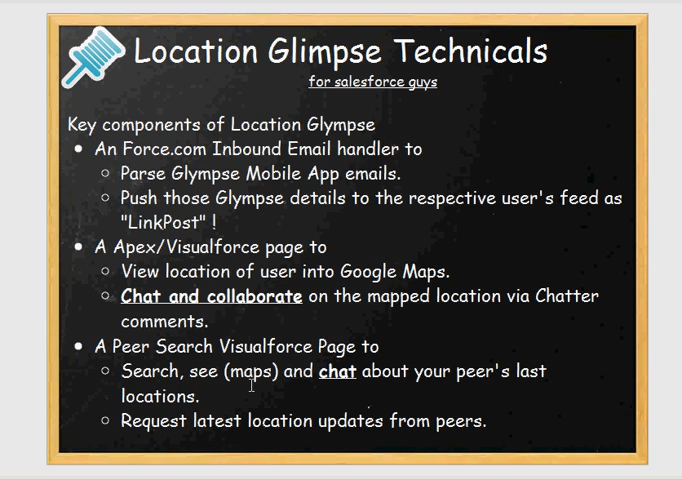 Location Glimpse Technicals
for salesforce guys
Key components of Location Glympse
• An Force.com Inbound Email handler to
○ Parse Glympse Mobile App emails.
○ Push those Glympse details to the respective user's feed as
"LinkPost" !
• A Apex/Visualforce page to
○ View location of user into Google Maps.
○ Chat and collaborate on the mapped location via Chatter
comments.
• A Peer Search Visualforce Page to
○ Search, see (maps) and chat about your peer's last
locations.
○ Request latest location updates from peers.